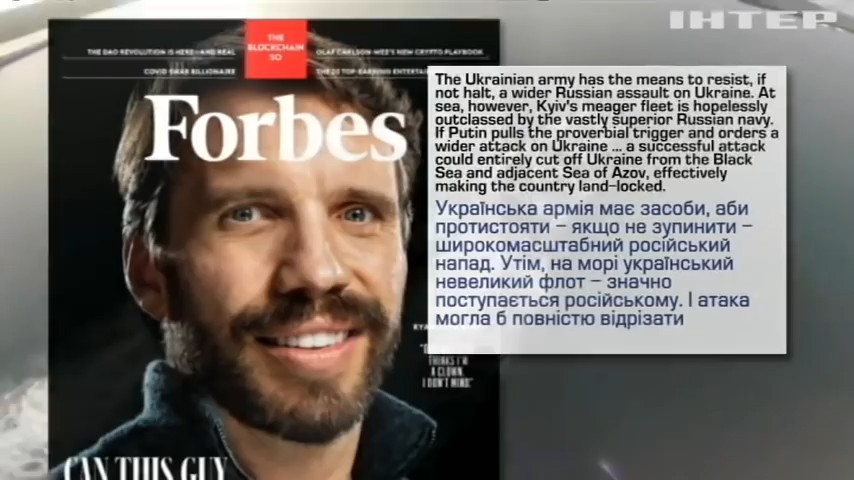 ІНТЕР
THE DAO REVOLUTION IS HERE—AND REAL
THE BLOCKCHAIN 50
OLAF CARLSON-WEE'S NEW CRYPTO PLAYBOOK
COVID SWAB BILLIONAIRE
THE 25 TOP-EARNING
Forbes
The Ukrainian army has the means to resist, if
not halt, a wider Russian assault on Ukraine. At
sea, however, Kyiv's meager fleet is hopelessly
outclassed by the vastly superior Russian navy.
If Putin pulls the proverbial trigger and orders a
wider attack on Ukraine ... a successful attack
could entirely cut off Ukraine from the Black
Sea and adjacent Sea of Azov, effectively
making the country land-locked.
Українська армія має засоби, аби
протистояти – якщо не зупинити –
широкомасштабний російський
напад. Утім, на морі український
невеликий флот – значно
поступається російському. І атака
могла б повністю відрізати
THINKS I'M
A CLOWN.
I DON'T MIND."
CAN THIS GUY